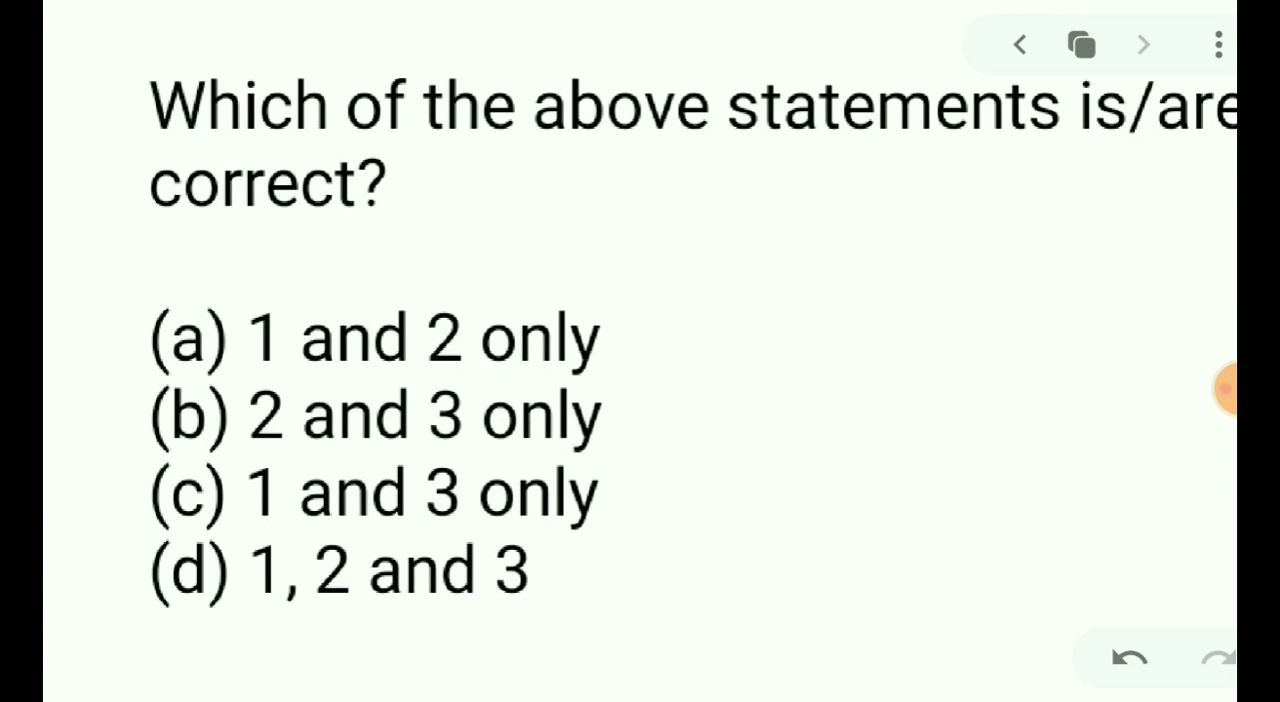 Which of the above statements is/are
correct?
(a) 1 and 2 only
(b) 2 and 3 only
(c) 1 and 3 only
(d) 1, 2 and 3